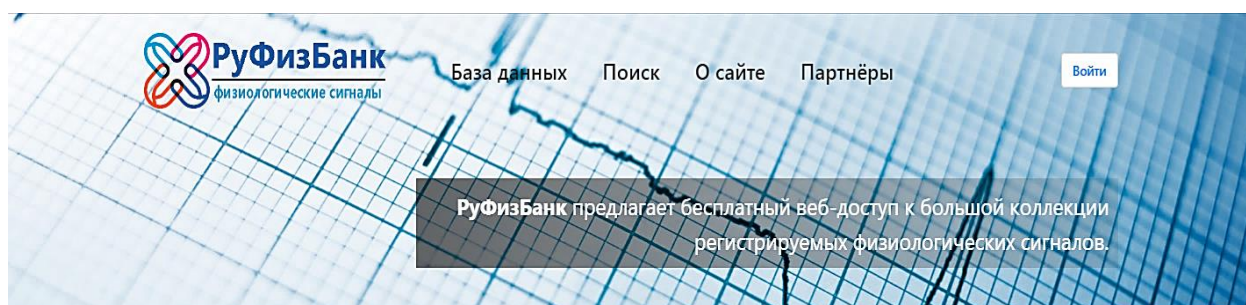 РуФизБанк
физиологические сигналы
База данных Поиск О сайте Партнёры
Войти
РуФизБанк предлагает бесплатный веб-доступ к большой коллекции
регистрируемых физиологических сигналов.